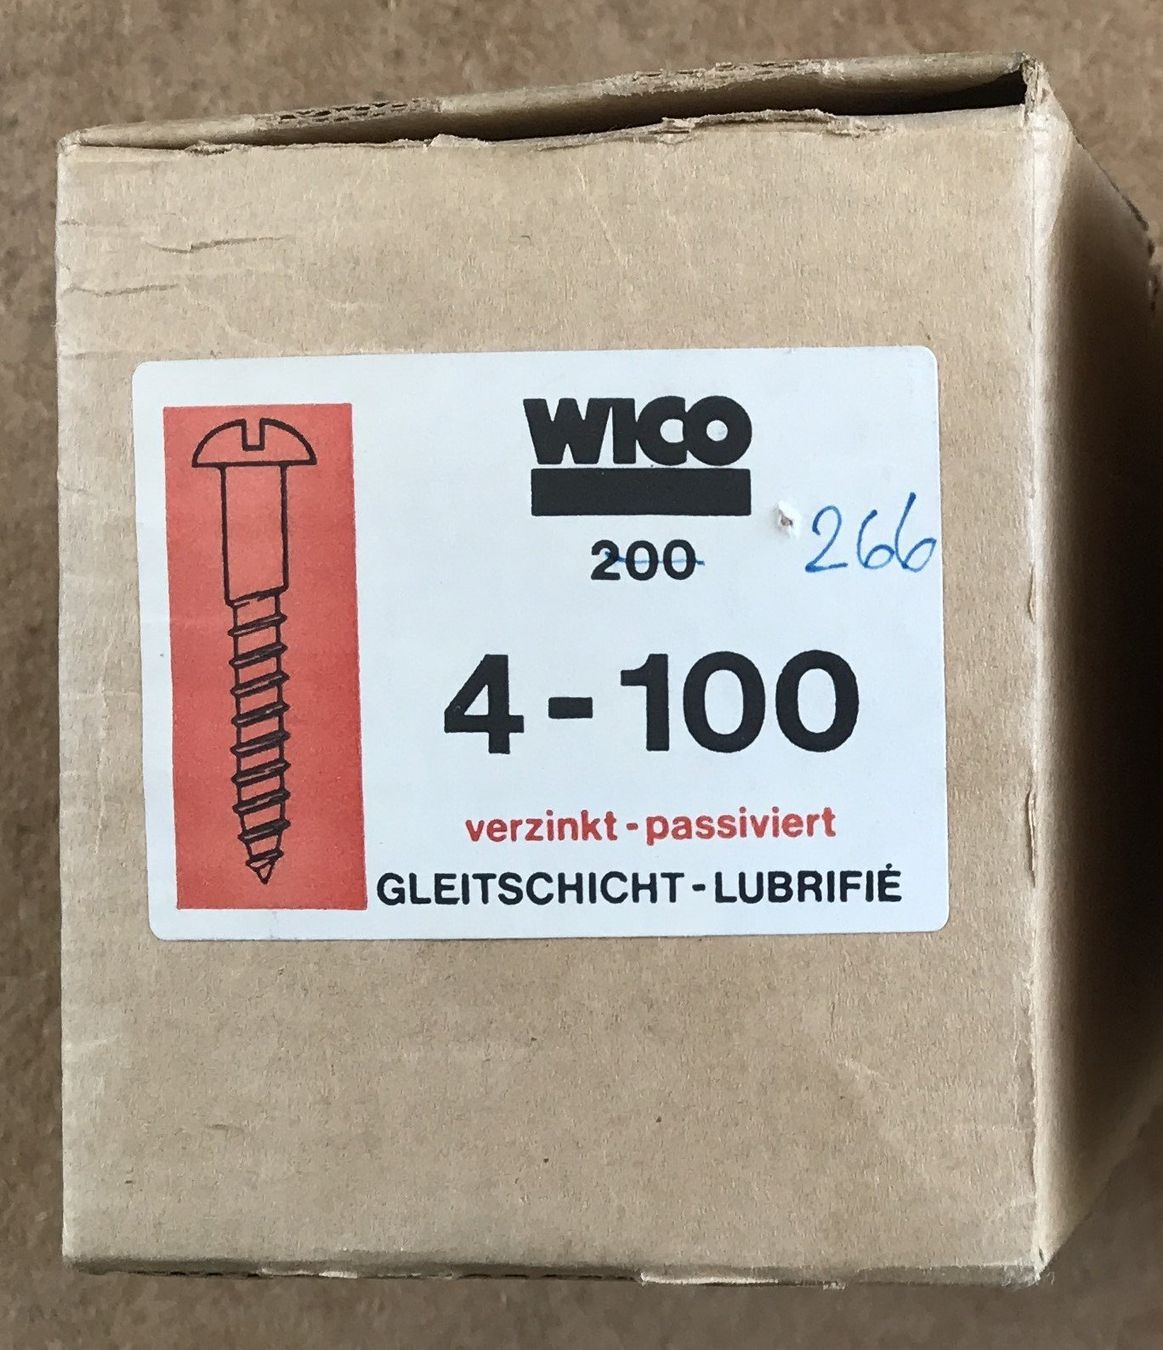 WICO
200
266
4-100
verzinkt-passiviert
GLEITSCHICHT-LUBRIFIÉ